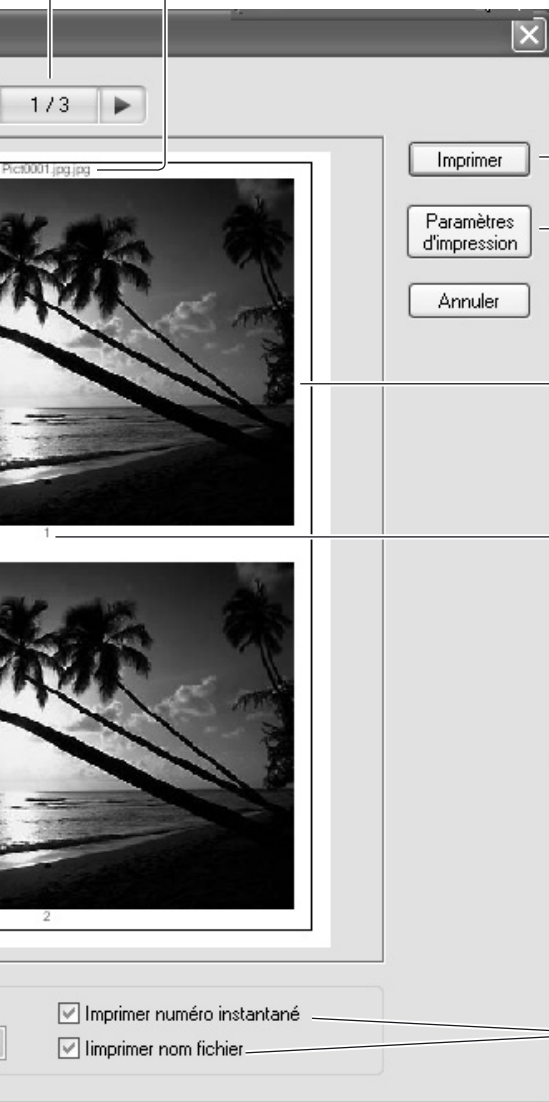 1 / 3
Pict0001.jpg.jpg
Imprimer
Paramètres
d'impression
Annuler
1
2
Imprimer numéro instantané
Iimprimer nom fichier